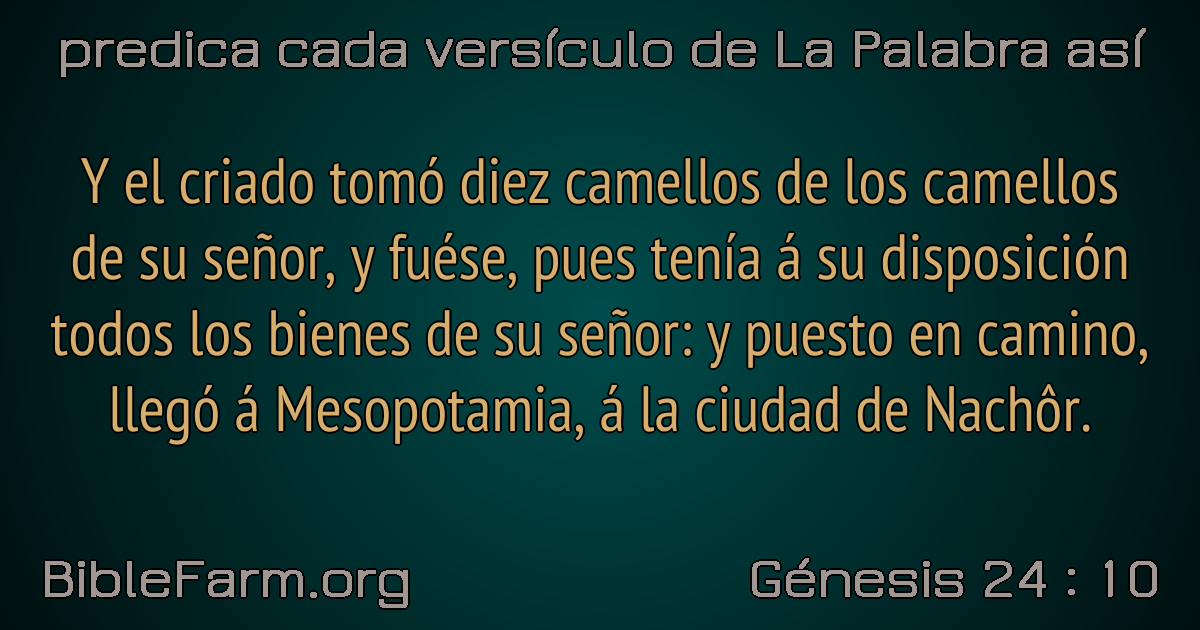 predica cada versículo de La Palabra así
Y el criado tomó diez camellos de los camellos
de su señor, y fuése, pues tenía á su disposición
todos los bienes de su señor: y puesto en camino,
llegó á Mesopotamia, á la ciudad de Nachôr.
BibleFarm.org
Génesis 24 : 10